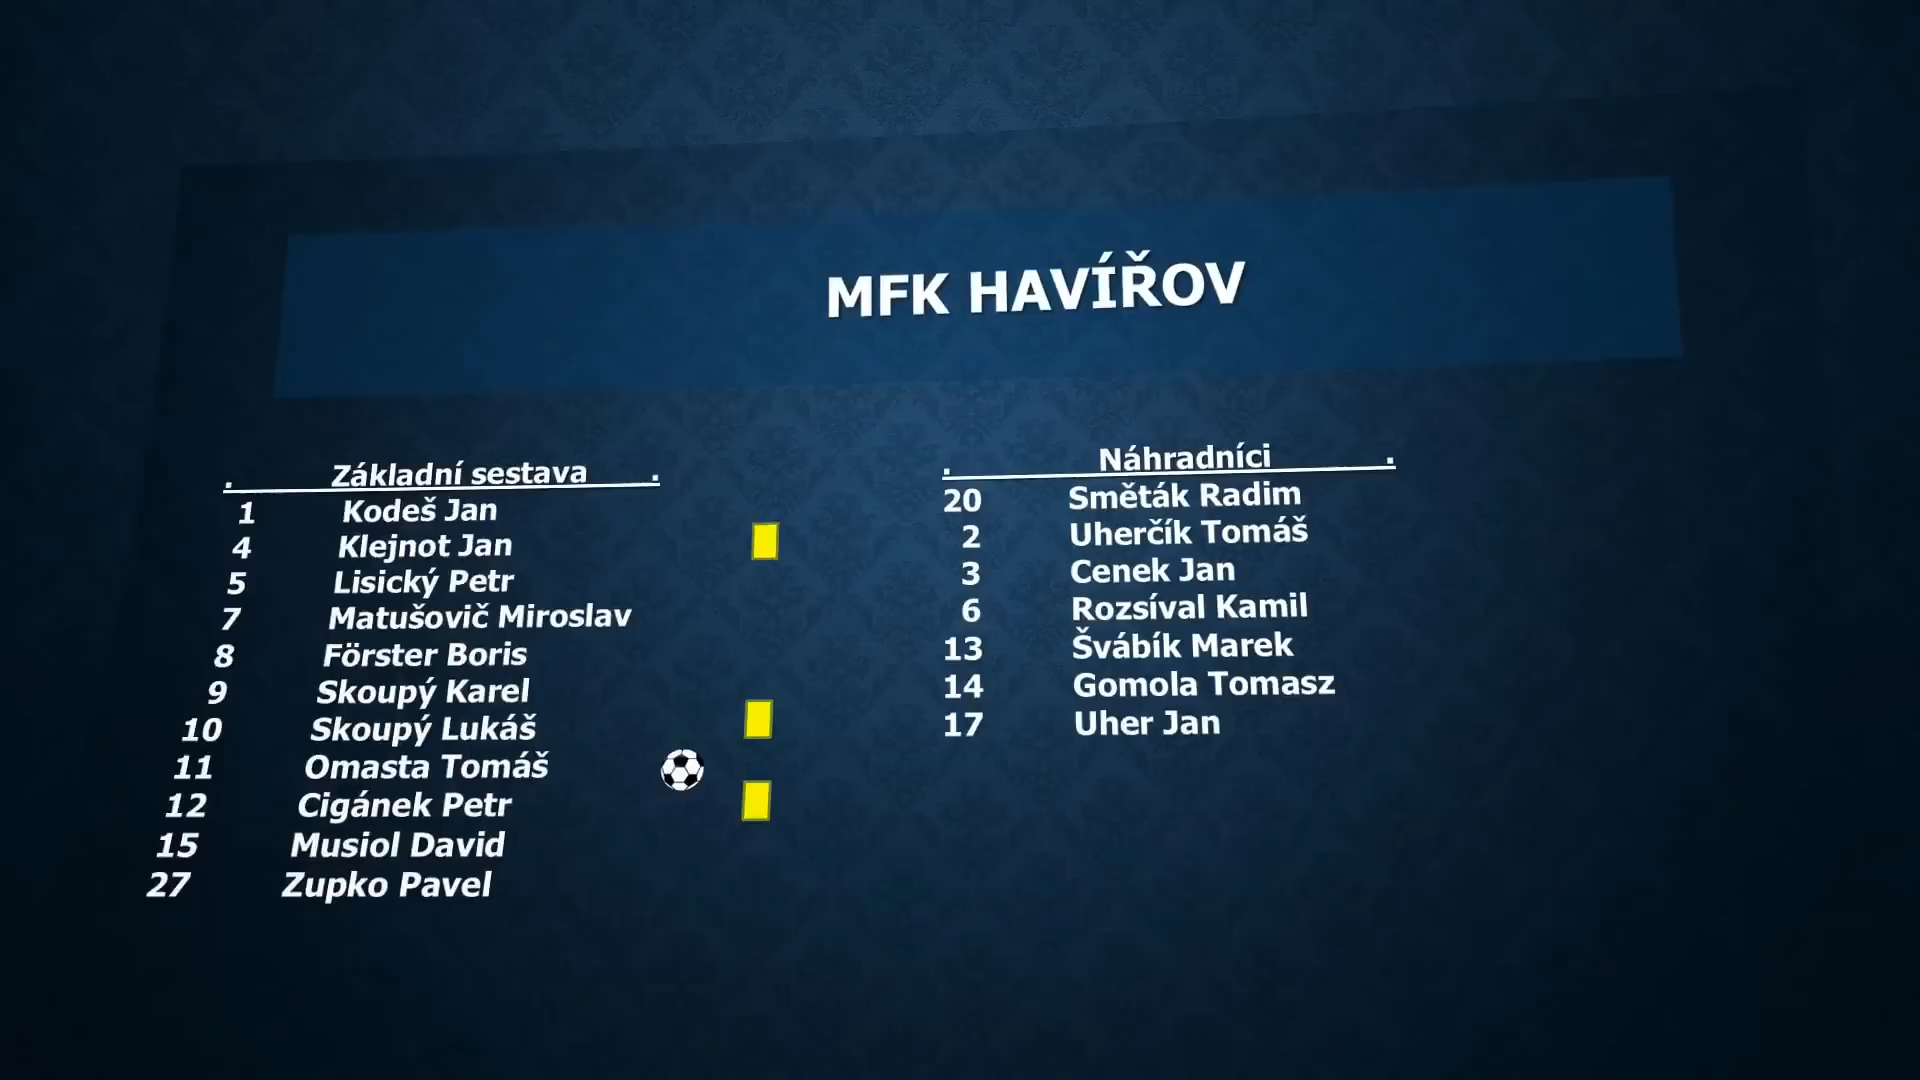 MFK HAVÍŘOV
. Základní sestava .
1 Kodeš Jan
4 Klejnot Jan
5 Lisický Petr
7 Matušovič Miroslav
8 Förster Boris
9 Skoupý Karel
10 Skoupý Lukáš
11 Omasta Tomáš
12 Cigánek Petr
15 Musiol David
27 Zupko Pavel
. Náhradníci .
20 Směták Radim
2 Uherčík Tomáš
3 Cenek Jan
6 Rozsíval Kamil
13 Švábík Marek
14 Gomola Tomasz
17 Uher Jan